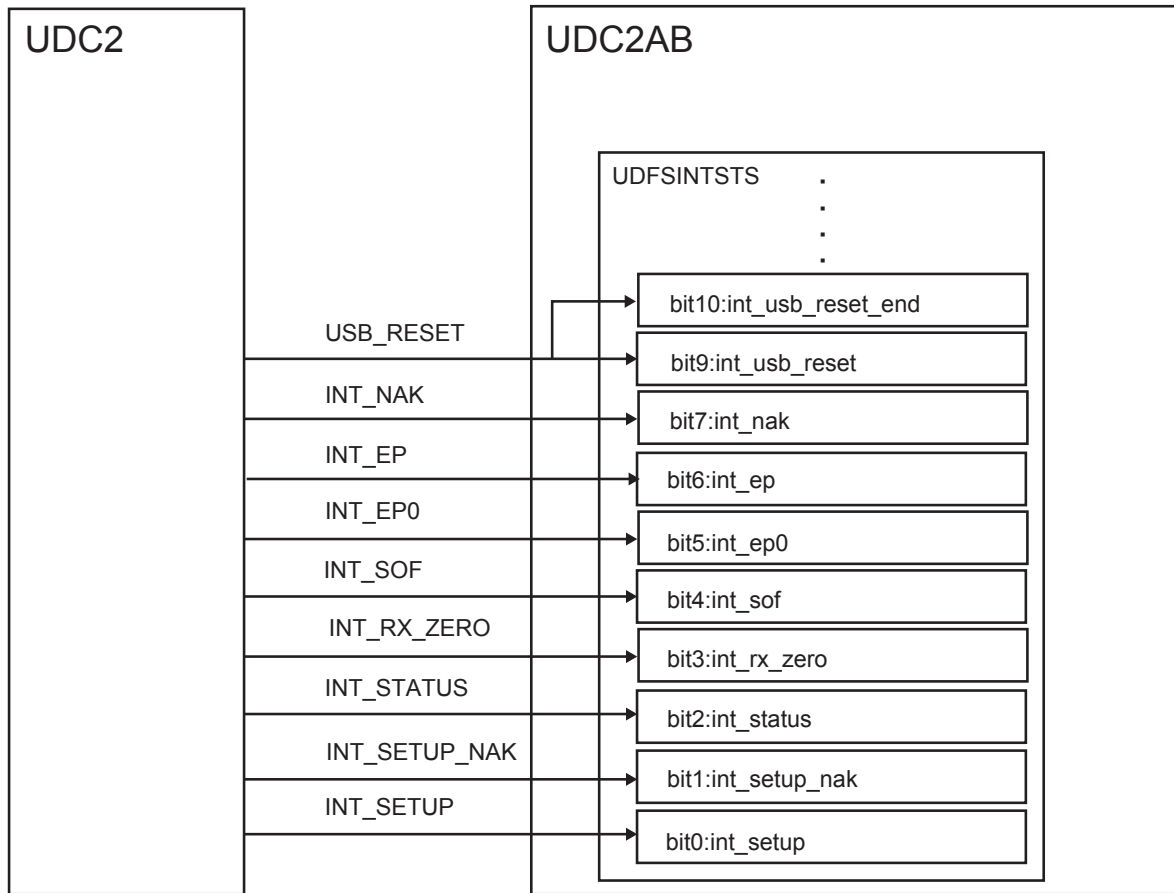 UDC2
UDC2AB
UDFSINTSTS
bit10:int_usb_reset_end
USB_RESET
bit9:int_usb_reset
INT_NAK
bit7:int_nak
INT_EP
bit6:int_ep
INT_EP0
bit5:int_ep0
INT_SOF
bit4:int_sof
INT_RX_ZERO
bit3:int_rx_zero
INT_STATUS
bit2:int_status
INT_SETUP_NAK
bit1:int_setup_nak
INT_SETUP
bit0:int_setup